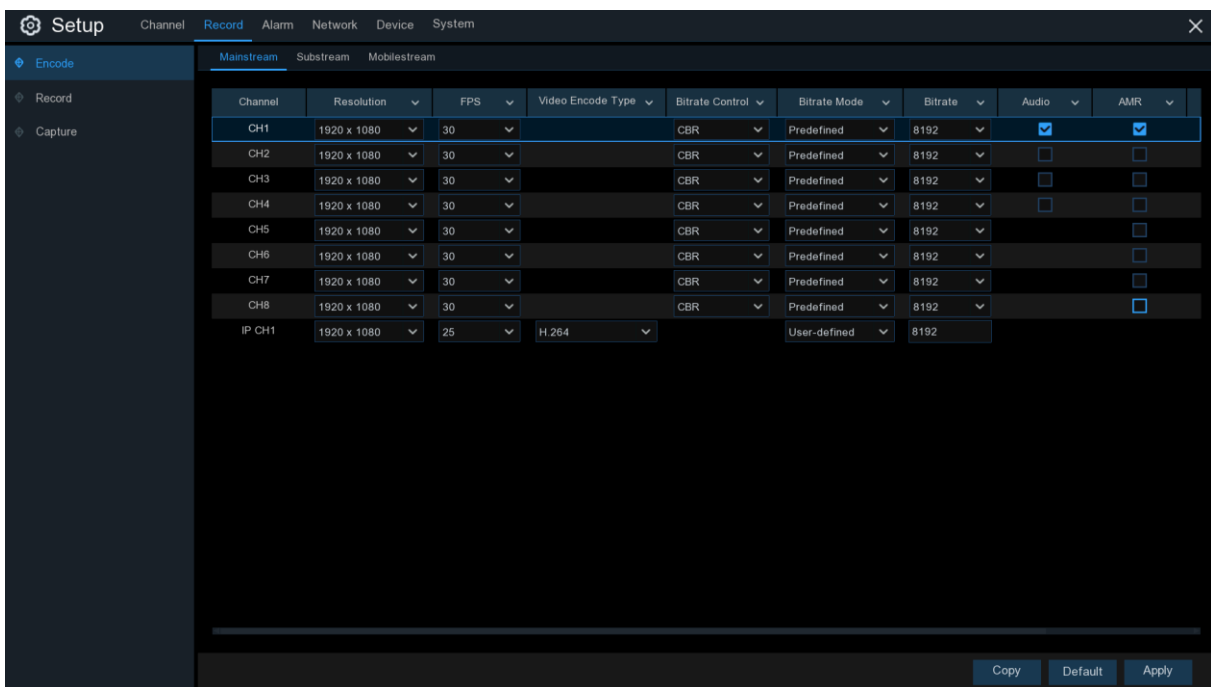 Setup Channel Record Alarm Network Device System
Encode
Record
Capture
Mainstream Substream Mobilestream
Channel Resolution FPS Video Encode Type Bitrate Control Bitrate Mode Bitrate Audio AMR
CH1 1920 x 1080 30 CBR Predefined 8192
CH2 1920 x 1080 30 CBR Predefined 8192
CH3 1920 x 1080 30 CBR Predefined 8192
CH4 1920 x 1080 30 CBR Predefined 8192
CH5 1920 x 1080 30 CBR Predefined 8192
CH6 1920 x 1080 30 CBR Predefined 8192
CH7 1920 x 1080 30 CBR Predefined 8192
CH8 1920 x 1080 30 CBR Predefined 8192
IP CH1 1920 x 1080 25 H.264 User-defined 8192
Copy Default Apply